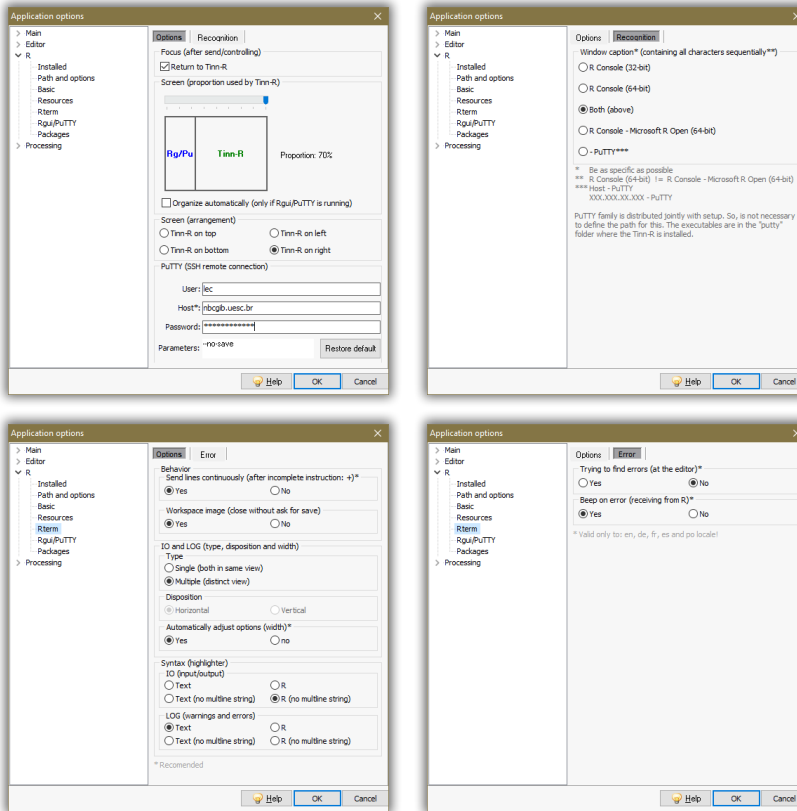 Application options
Main
Editor
R
Installed
Path and options
Basic
Resources
Rterm
Rgui/PuTTY
Packages
Processing
Options
Recognition
Focus (after send/controlling)
Return to Tinn-R
Screen (proportion used by Tinn-R)
Rg/Pu
Tinn-R
Proportion: 70%
Organize automatically (only if Rgui/PuTTY is running)
Screen (arrangement)
Tinn-R on top
Tinn-R on left
Tinn-R on bottom
Tinn-R on right
PuTTY (SSH remote connection)
User: lec
Host*: nbcgib.uesc.br
Password: ************
Parameters: --no-save
Restore default
Help
OK
Cancel
Application options
Main
Editor
R
Installed
Path and options
Basic
Resources
Rterm
Rgui/PuTTY
Packages
Processing
Options
Recognition
Window caption* (containing all characters sequentially**)
R Console (32-bit)
R Console (64-bit)
Both (above)
R Console - Microsoft R Open (64-bit)
- PuTTY***
* Be as specific as possible
** R Console (64-bit) != R Console - Microsoft R Open (64-bit)
*** Host - PuTTY
XXX.XXX.XX.XXX - PuTTY
PuTTY family is distributed jointly with setup. So, is not necessary
to define the path for this. The executables are in the "putty"
folder where the Tinn-R is installed.
Help
OK
Cancel
Application options
Main
Editor
R
Installed
Path and options
Basic
Resources
Rterm
Rgui/PuTTY
Packages
Processing
Options
Error
Behavior
Send lines continuously (after incomplete instruction: +)*
Yes
No
Workspace image (close without ask for save)
Yes
No
IO and LOG (type, disposition and width)
Type
Single (both in same view)
Multiple (distinct view)
Disposition
Horizontal
Vertical
Automatically adjust options (width)*
Yes
no
Syntax (highlighter)
IO (input/output)
Text
R
Text (no multline string)
R (no multline string)
LOG (warnings and errors)
Text
R
Text (no multline string)
R (no multline string)
* Recomended
Help
OK
Cancel
Application options
Main
Editor
R
Installed
Path and options
Basic
Resources
Rterm
Rgui/PuTTY
Packages
Processing
Options
Error
Trying to find errors (at the editor)*
Yes
No
Beep on error (receiving from R)*
Yes
No
* Valid only to: en, de, fr, es and po locale!
Help
OK
Cancel